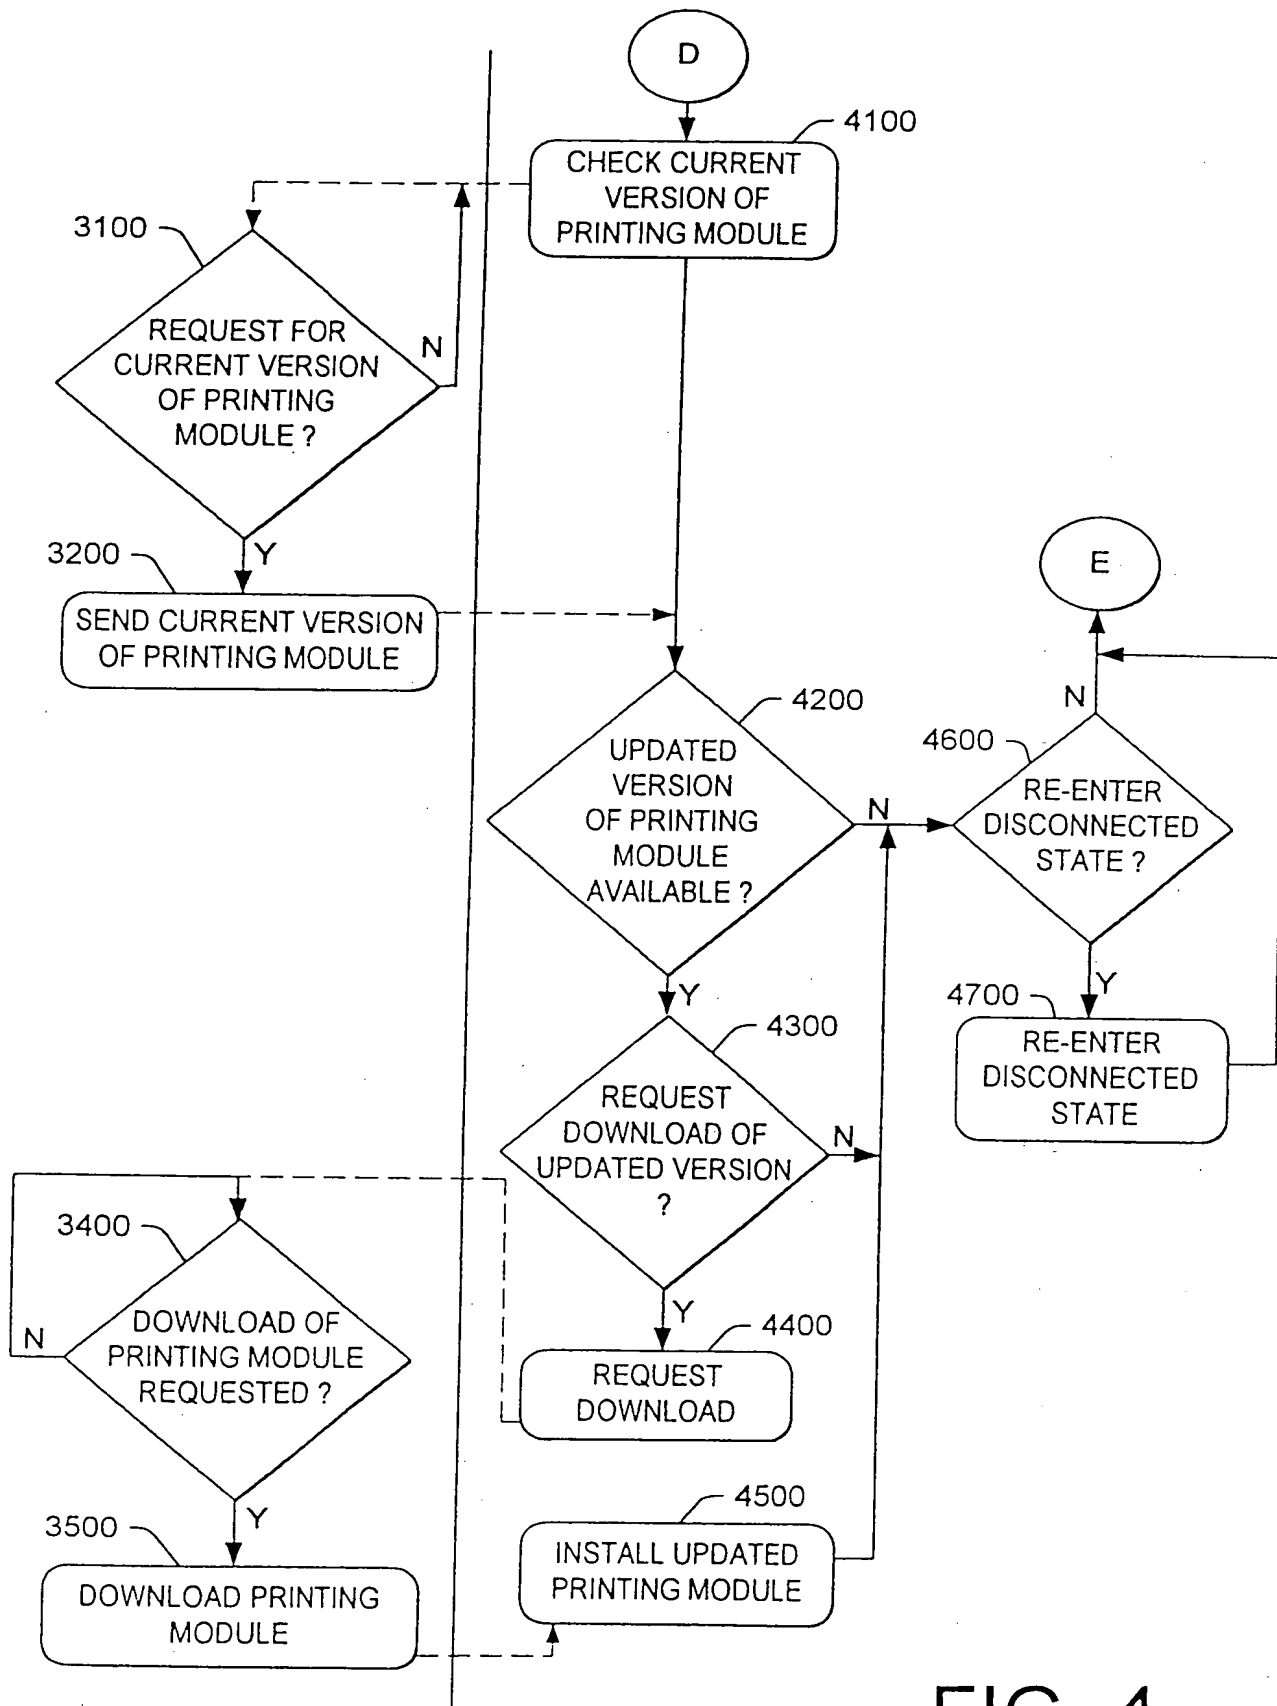 D
4100
CHECK CURRENT
VERSION OF
PRINTING MODULE
3100
REQUEST FOR
CURRENT VERSION
OF PRINTING
MODULE ?
N
Y
3200
SEND CURRENT VERSION
OF PRINTING MODULE
E
4200
UPDATED
VERSION
OF PRINTING
MODULE
AVAILABLE ?
N
Y
4600
RE-ENTER
DISCONNECTED
STATE ?
N
Y
4700
RE-ENTER
DISCONNECTED
STATE
4300
REQUEST
DOWNLOAD OF
UPDATED VERSION
?
N
Y
3400
DOWNLOAD OF
PRINTING MODULE
REQUESTED ?
N
Y
4400
REQUEST
DOWNLOAD
3500
DOWNLOAD PRINTING
MODULE
4500
INSTALL UPDATED
PRINTING MODULE
FIG. 4